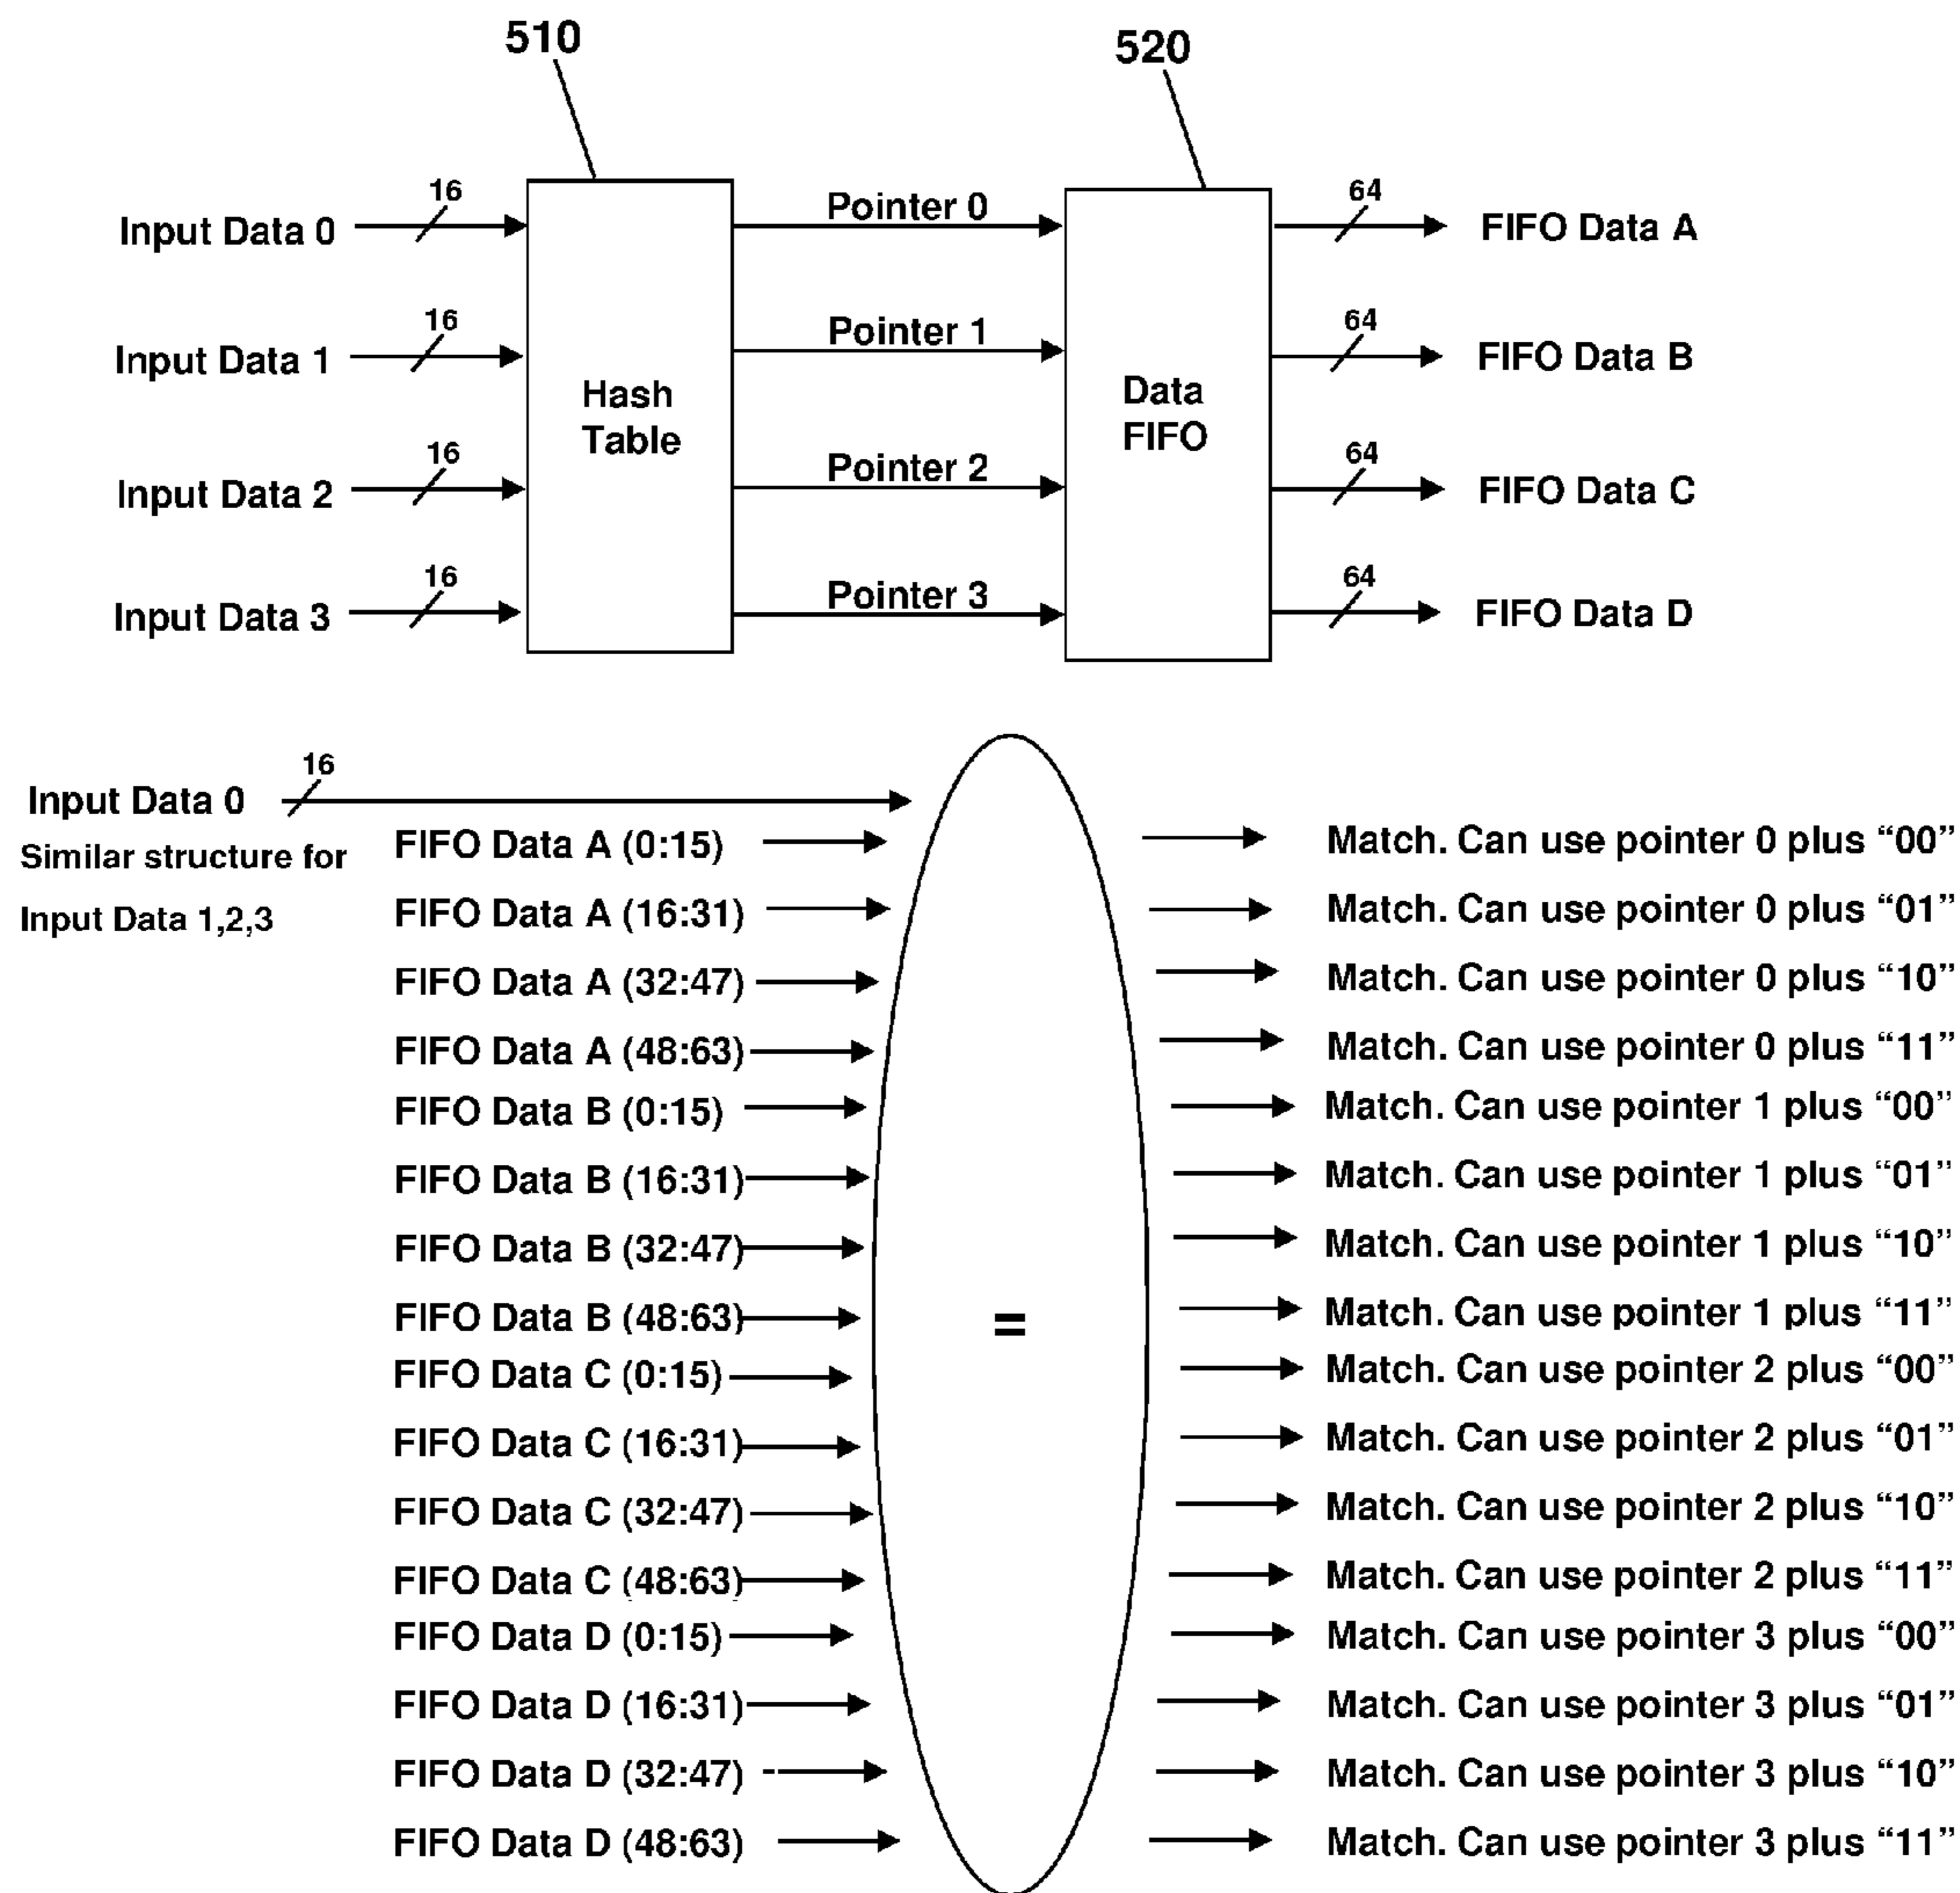 510
520
Input Data 0
16
Pointer 0
64
FIFO Data A
Input Data 1
16
Pointer 1
64
FIFO Data B
Hash
Table
Data
FIFO
Input Data 2
16
Pointer 2
64
FIFO Data C
Input Data 3
16
Pointer 3
64
FIFO Data D
Input Data 0
16
Similar structure for
Input Data 1,2,3
FIFO Data A (0:15)
Match. Can use pointer 0 plus “00”
FIFO Data A (16:31)
Match. Can use pointer 0 plus “01”
FIFO Data A (32:47)
Match. Can use pointer 0 plus “10”
FIFO Data A (48:63)
Match. Can use pointer 0 plus “11”
FIFO Data B (0:15)
Match. Can use pointer 1 plus “00”
FIFO Data B (16:31)
Match. Can use pointer 1 plus “01”
FIFO Data B (32:47)
Match. Can use pointer 1 plus “10”
FIFO Data B (48:63)
Match. Can use pointer 1 plus “11”
=
FIFO Data C (0:15)
Match. Can use pointer 2 plus “00”
FIFO Data C (16:31)
Match. Can use pointer 2 plus “01”
FIFO Data C (32:47)
Match. Can use pointer 2 plus “10”
FIFO Data C (48:63)
Match. Can use pointer 2 plus “11”
FIFO Data D (0:15)
Match. Can use pointer 3 plus “00”
FIFO Data D (16:31)
Match. Can use pointer 3 plus “01”
FIFO Data D (32:47)
Match. Can use pointer 3 plus “10”
FIFO Data D (48:63)
Match. Can use pointer 3 plus “11”